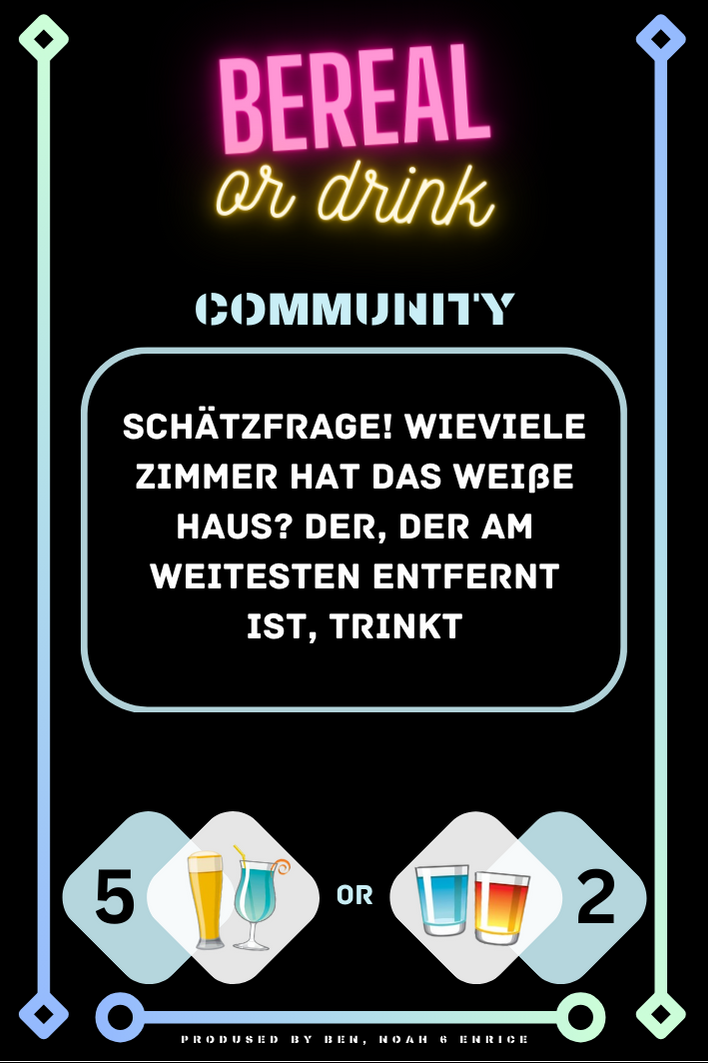 BEREAL
or drink
COMMUNITY
SCHÄTZFRAGE! WIEVIELE
ZIMMER HAT DAS WEIßE
HAUS? DER, DER AM
WEITESTEN ENTFERNT
IST, TRINKT
5 OR 2
PRODUSED BY BEN, NOAH & ENRICE